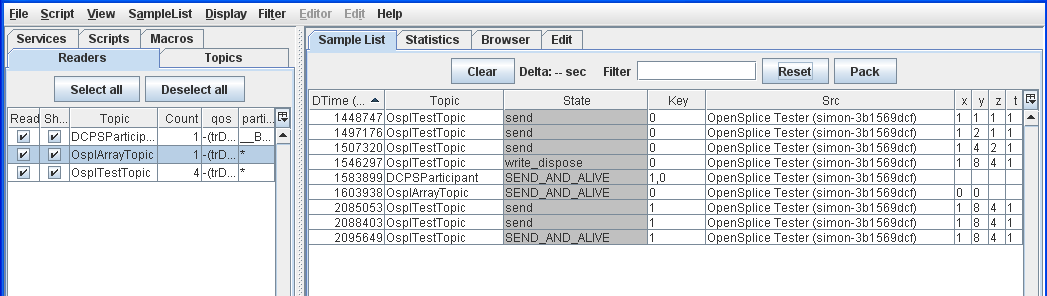 File Script View SampleList Display Filter Editor Edit Help
Services Scripts Macros
Readers Topics
Select all Deselect all
Read Sh... Topic Count qos parti...
DCPSParticip... 1 -(trD... __B...
OsplArrayTopic 1 -(trD... *
OsplTestTopic 4 -(trD... *
Sample List Statistics Browser Edit
Clear Delta: -- sec Filter Reset Pack
DTime (... Topic State Key Src x y z t
1448747 OsplTestTopic send 0 OpenSplice Tester (simon-3b1569dcf) 1 1 1 1
1497176 OsplTestTopic send 0 OpenSplice Tester (simon-3b1569dcf) 1 2 1 1
1507320 OsplTestTopic send 0 OpenSplice Tester (simon-3b1569dcf) 1 4 2 1
1546297 OsplTestTopic write_dispose 0 OpenSplice Tester (simon-3b1569dcf) 1 8 4 1
1583899 DCPSParticipant SEND_AND_ALIVE 1,0 OpenSplice Tester (simon-3b1569dcf)
1603938 OsplArrayTopic SEND_AND_ALIVE 0 OpenSplice Tester (simon-3b1569dcf) 0 0
2085053 OsplTestTopic send 1 OpenSplice Tester (simon-3b1569dcf) 1 8 4 1
2088403 OsplTestTopic send 1 OpenSplice Tester (simon-3b1569dcf) 1 8 4 1
2095649 OsplTestTopic SEND_AND_ALIVE 1 OpenSplice Tester (simon-3b1569dcf) 1 8 4 1